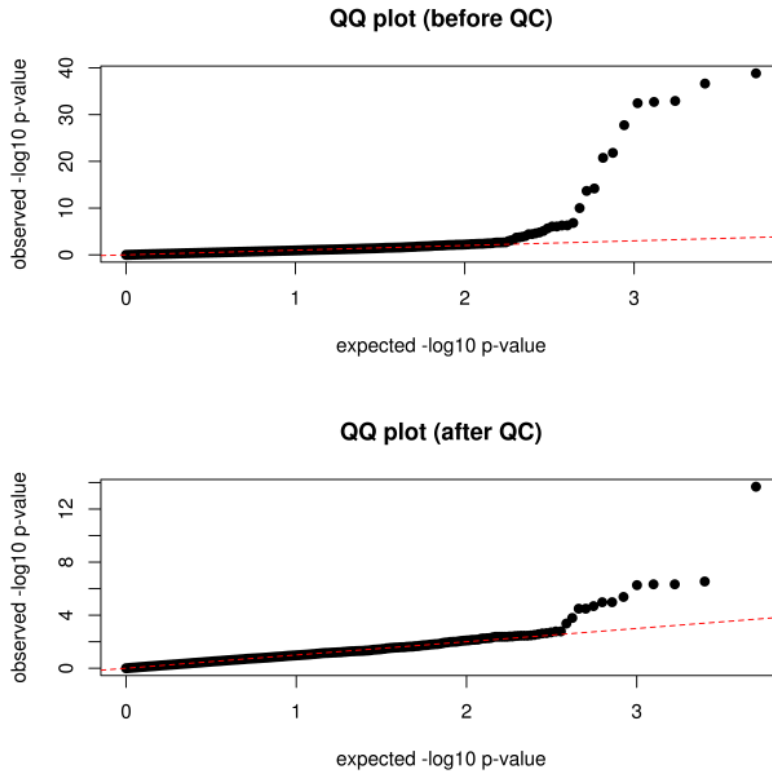 QQ plot (before QC)
observed -log10 p-value
0 10 20 30 40
0 1 2 3
expected -log10 p-value
QQ plot (after QC)
observed -log10 p-value
0 4 8 12
0 1 2 3
expected -log10 p-value